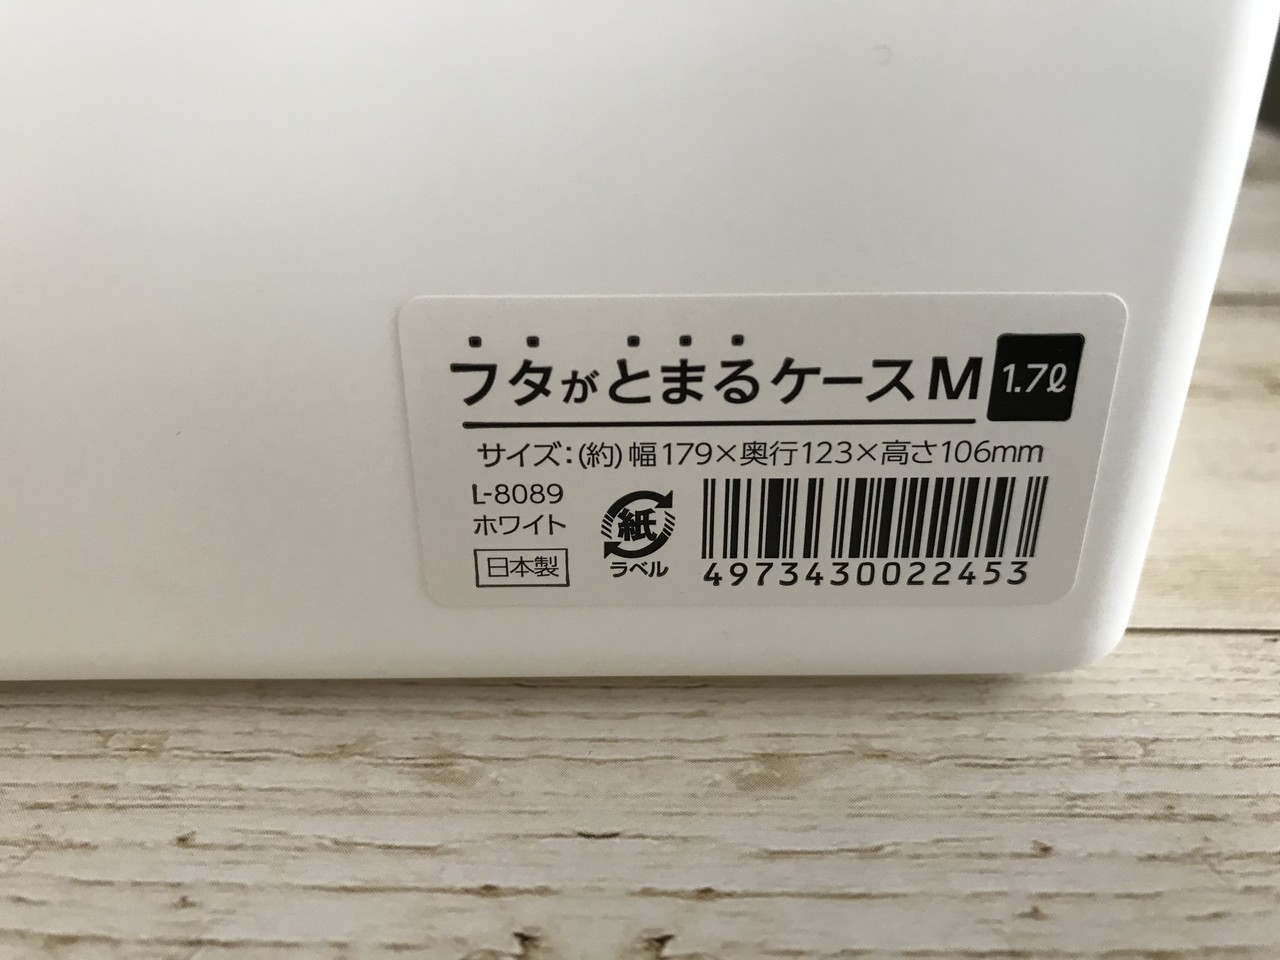 フタがとまるケースM 1.7ℓ
サイズ:(約)幅179×奥行123×高さ106mm
L-8089
ホワイト
日本製
紙
ラベル
4973430022453